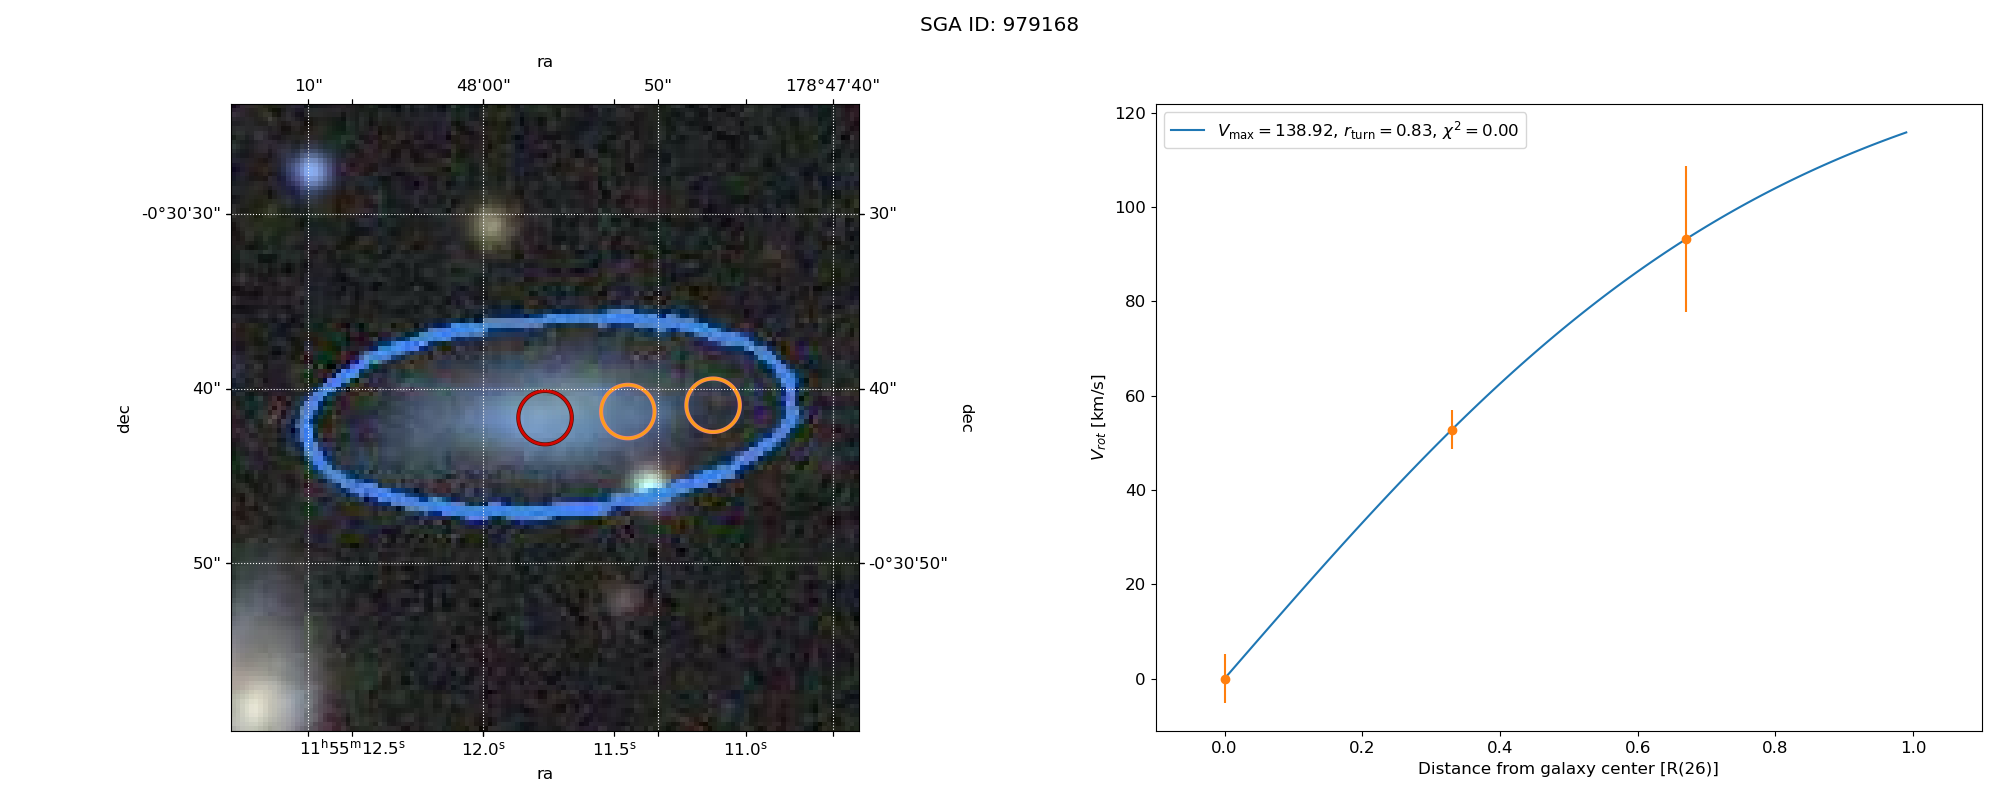 SGA ID: 979168
ra
10" 48'00" 50" 178°47'40"
-0°30'30"
40"
50"
dec
30"
40"
-0°30'50"
dec
11ʰ55ᵐ12.5ˢ 12.0ˢ 11.5ˢ 11.0ˢ
ra
V_max = 138.92, r_turn = 0.83, χ² = 0.00
120
100
80
60
40
20
0
V_rot [km/s]
0.0 0.2 0.4 0.6 0.8 1.0
Distance from galaxy center [R(26)]